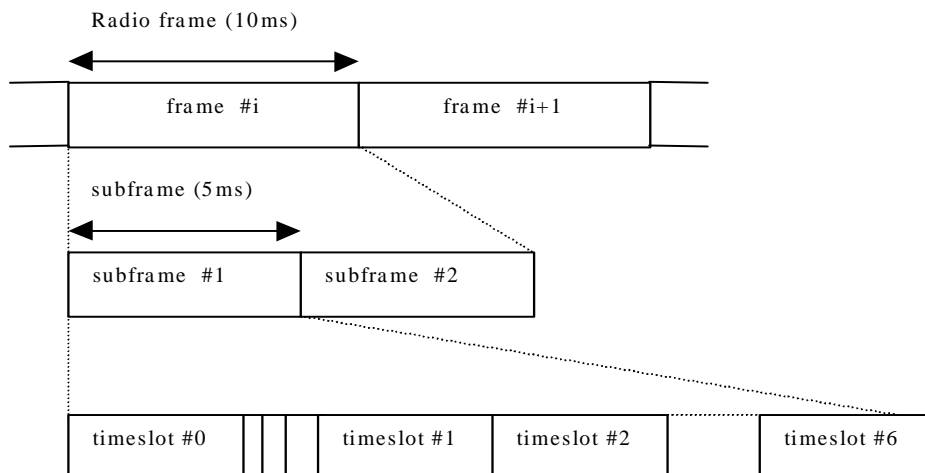 Radio frame (10ms)
frame #i
frame #i+1
subframe (5ms)
subframe #1
subframe #2
timeslot #0
timeslot #1
timeslot #2
timeslot #6